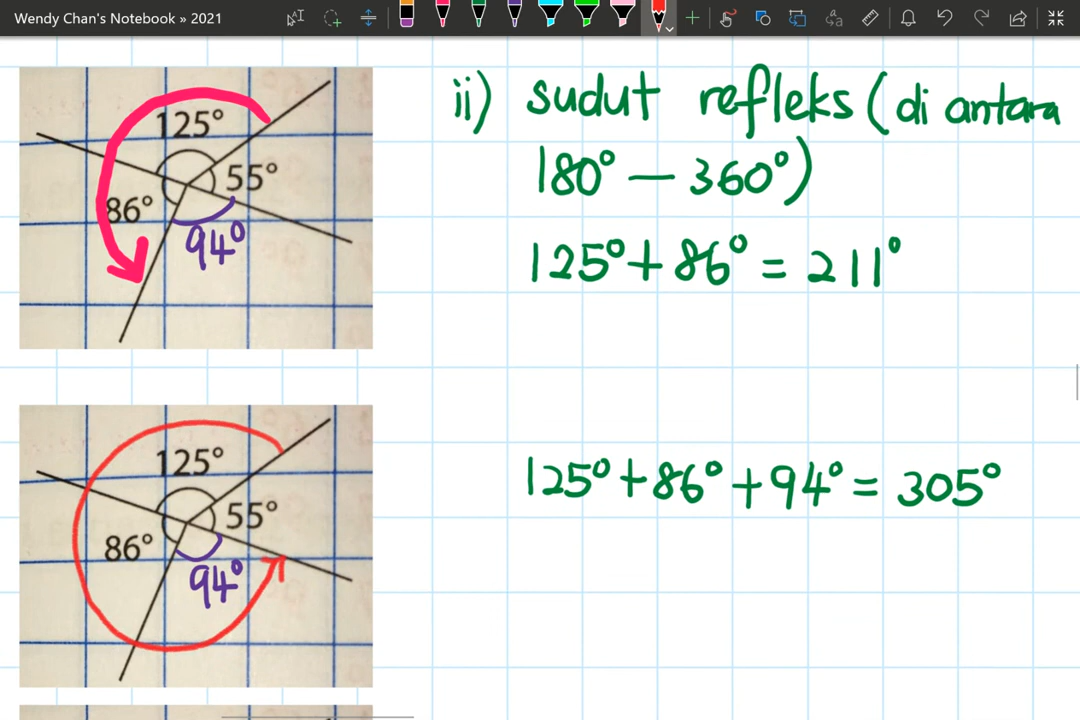 Wendy Chan's Notebook » 2021
ii) sudut refleks (di antara
180° — 360°)
125°
55°
86°
94°
125° + 86° = 211°
125°
55°
86°
94°
125° + 86° + 94° = 305°